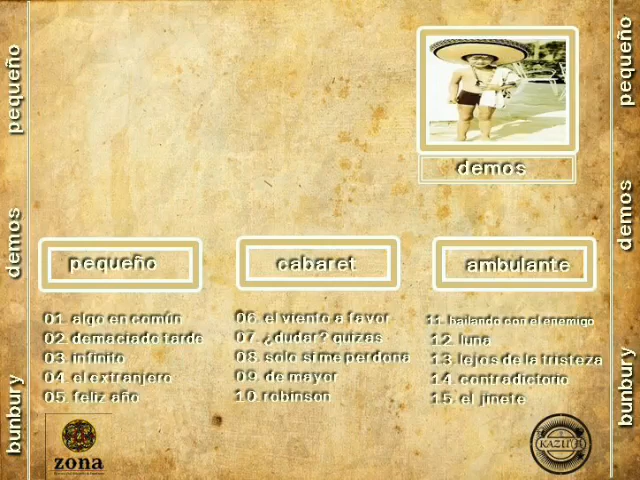 bunbury demos pequeño
demos
pequeño
01. algo en común
02. demaciado tarde
03. infinito
04. el extranjero
05. feliz año
cabaret
06. el viento a favor
07. ¿dudar? quizas
08. solo si me perdona
09. de mayor
10. robinson
ambulante
11. bailando con el enemigo
12. luna
13. lejos de la tristeza
14. contradictorio
15. el jinete
zona
KAZU'A
bunbury demos pequeño